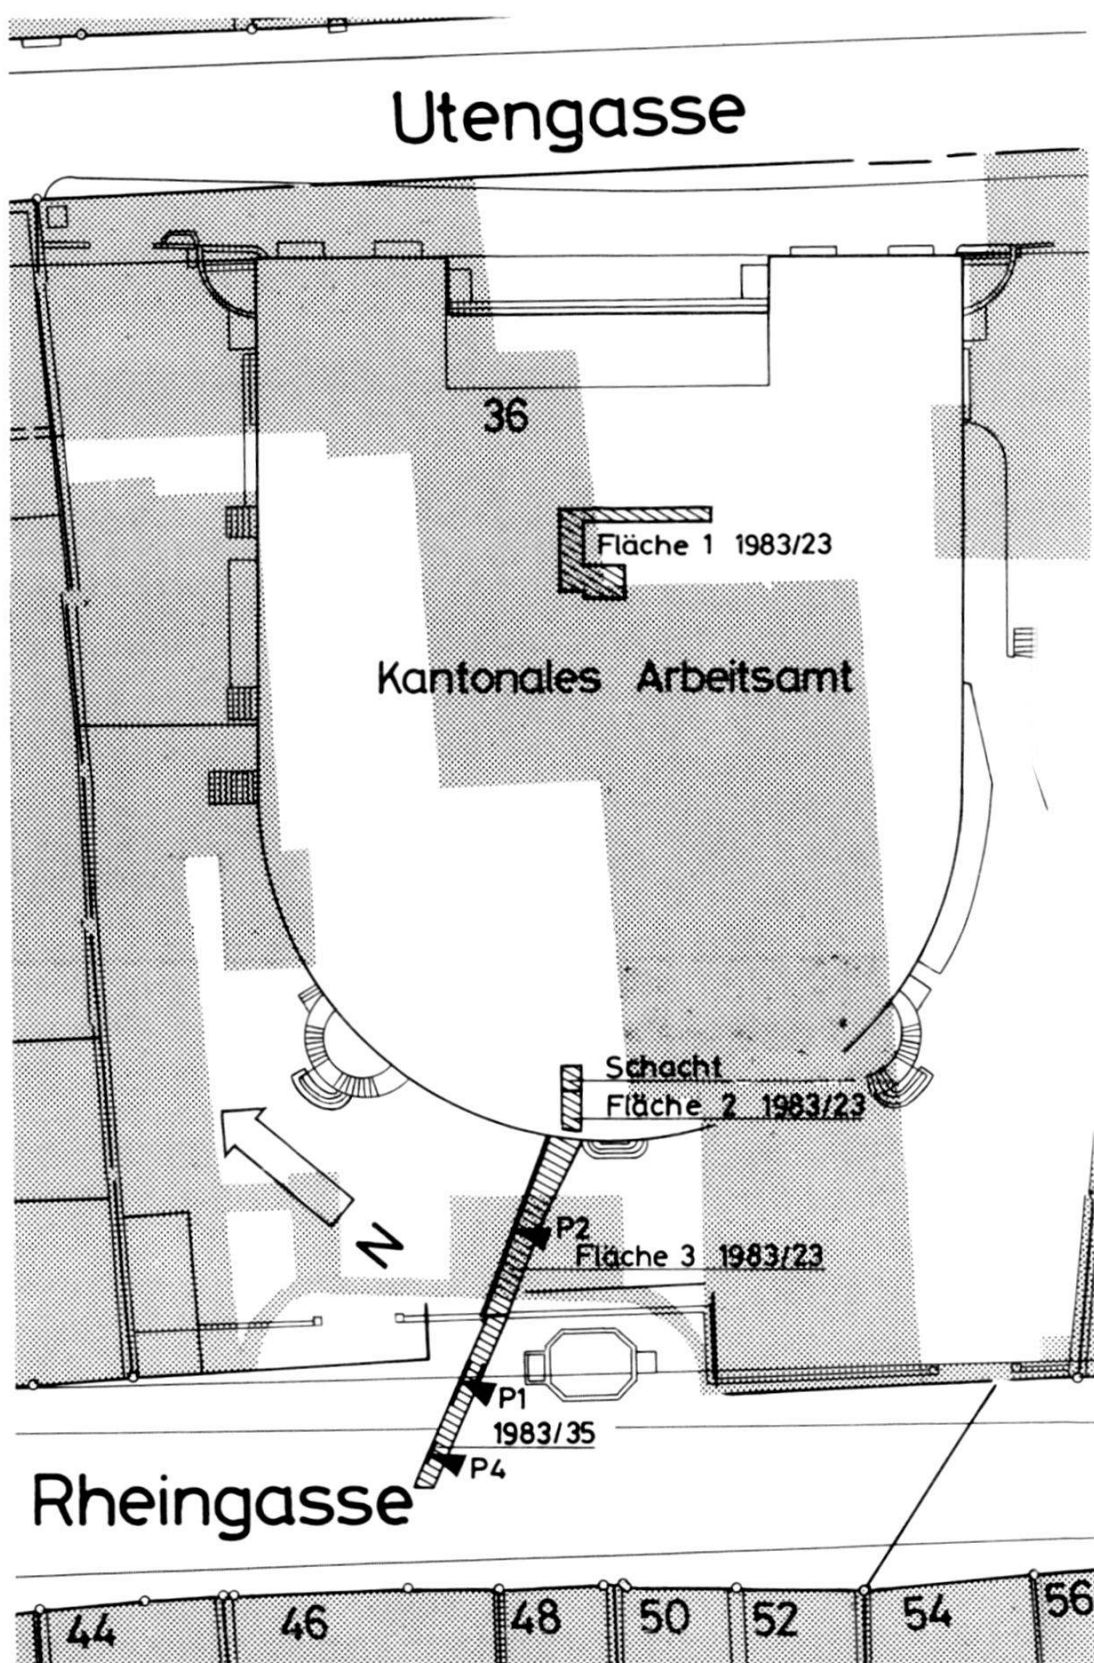 Utengasse
36
Fläche 1 1983/23
Kantonales Arbeitsamt
Schacht
Fläche 2 1983/23
P2
Fläche 3 1983/23
N
P1
1983/35
P4
Rheingasse
44 46 48 50 52 54 56